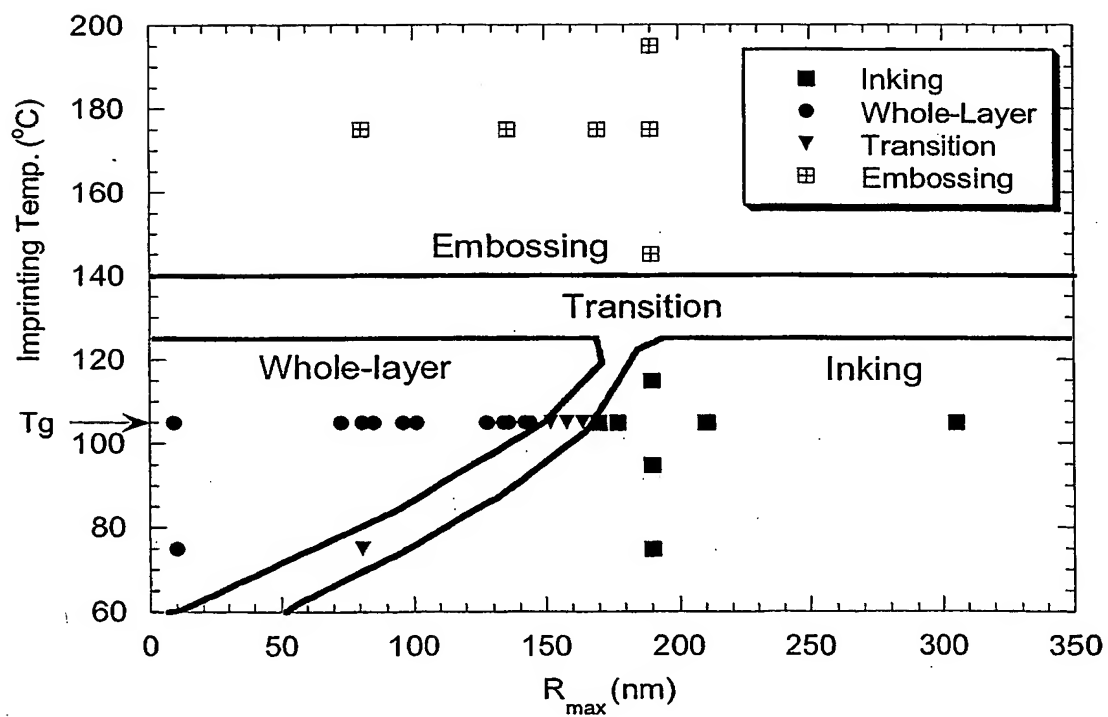 200
180
160
140
120
100
80
60
Imprinting Temp. (°C)
Tg
Inking
Whole-Layer
Transition
Embossing
Embossing
Transition
Whole-layer
Inking
0 50 100 150 200 250 300 350
Rmax (nm)